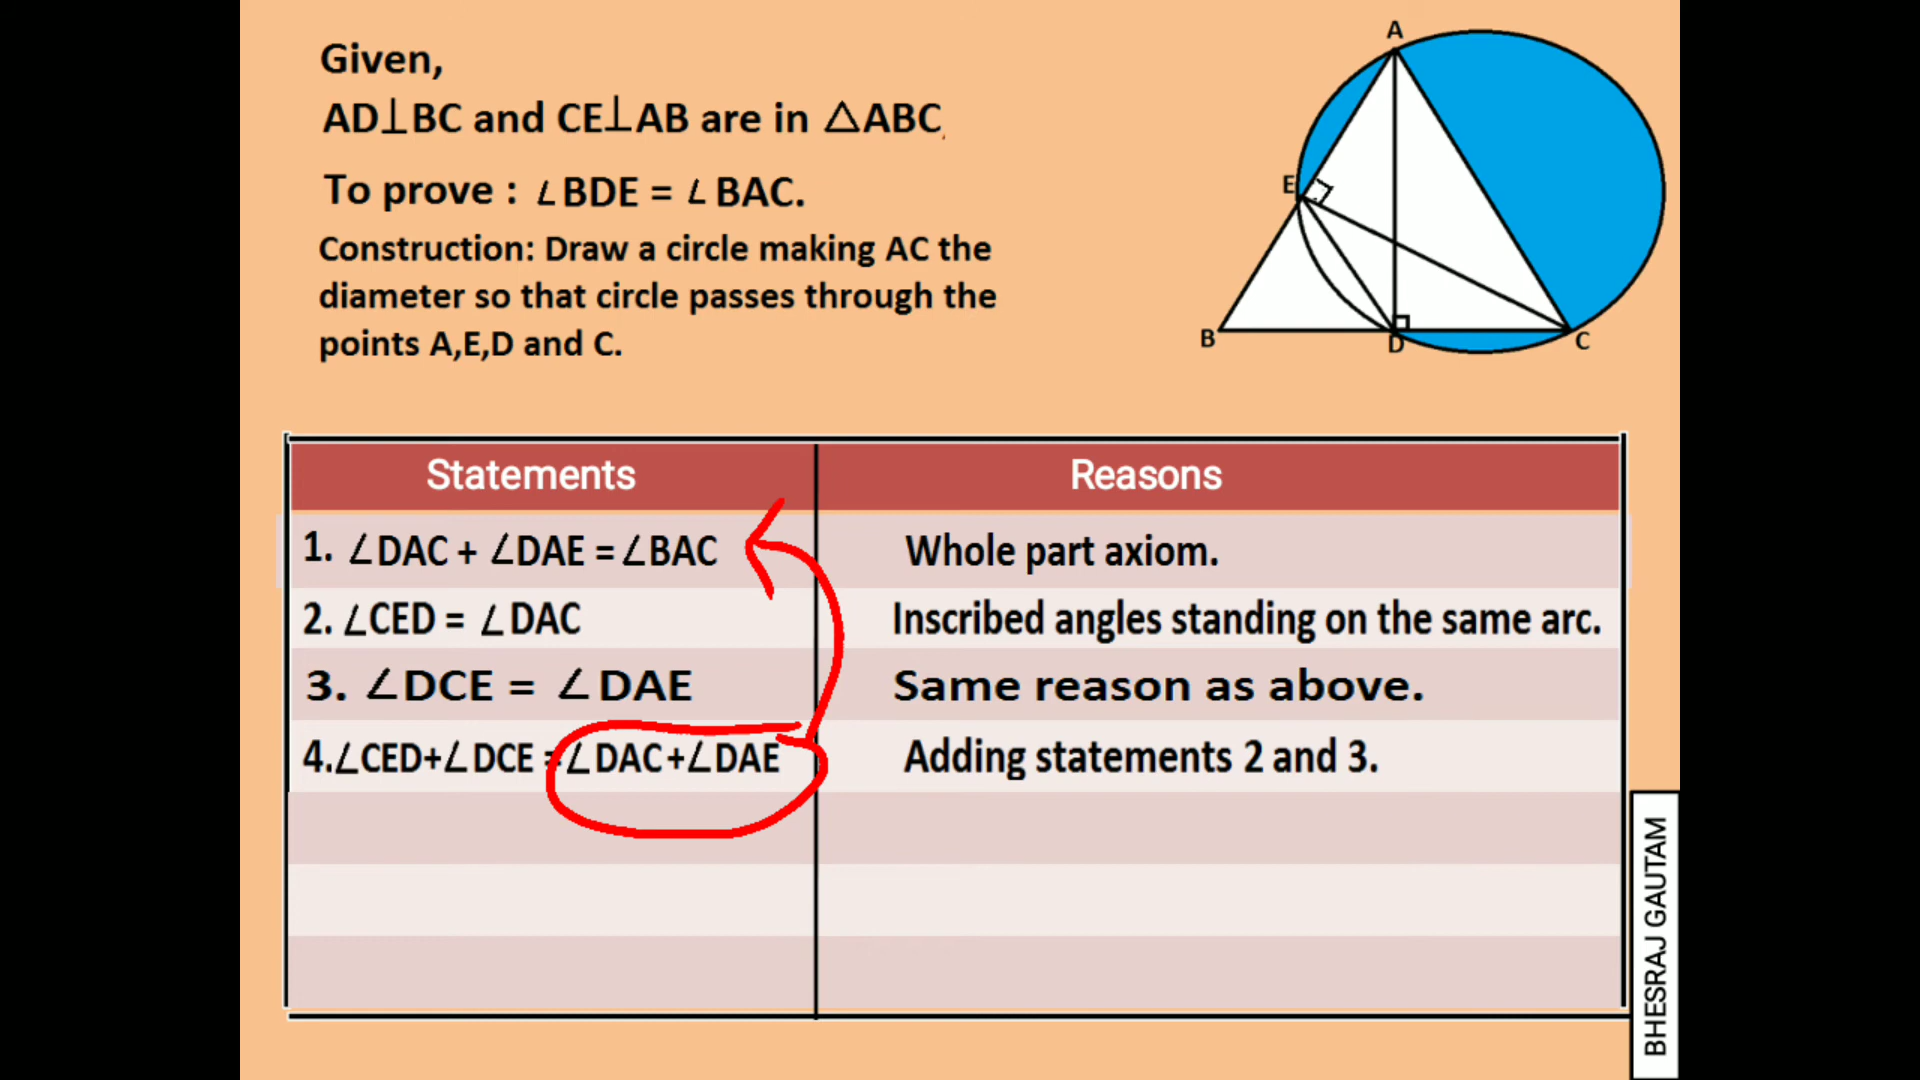 Given,
AD⊥BC and CE⊥AB are in △ABC,
To prove : ∠BDE = ∠BAC.
Construction: Draw a circle making AC the
diameter so that circle passes through the
points A,E,D and C.
A
E
B
D
C
Statements
Reasons
1. ∠DAC + ∠DAE = ∠BAC
Whole part axiom.
2. ∠CED = ∠DAC
Inscribed angles standing on the same arc.
3. ∠DCE = ∠DAE
Same reason as above.
4.∠CED+∠DCE =∠DAC+∠DAE
Adding statements 2 and 3.
BHESRAJ GAUTAM